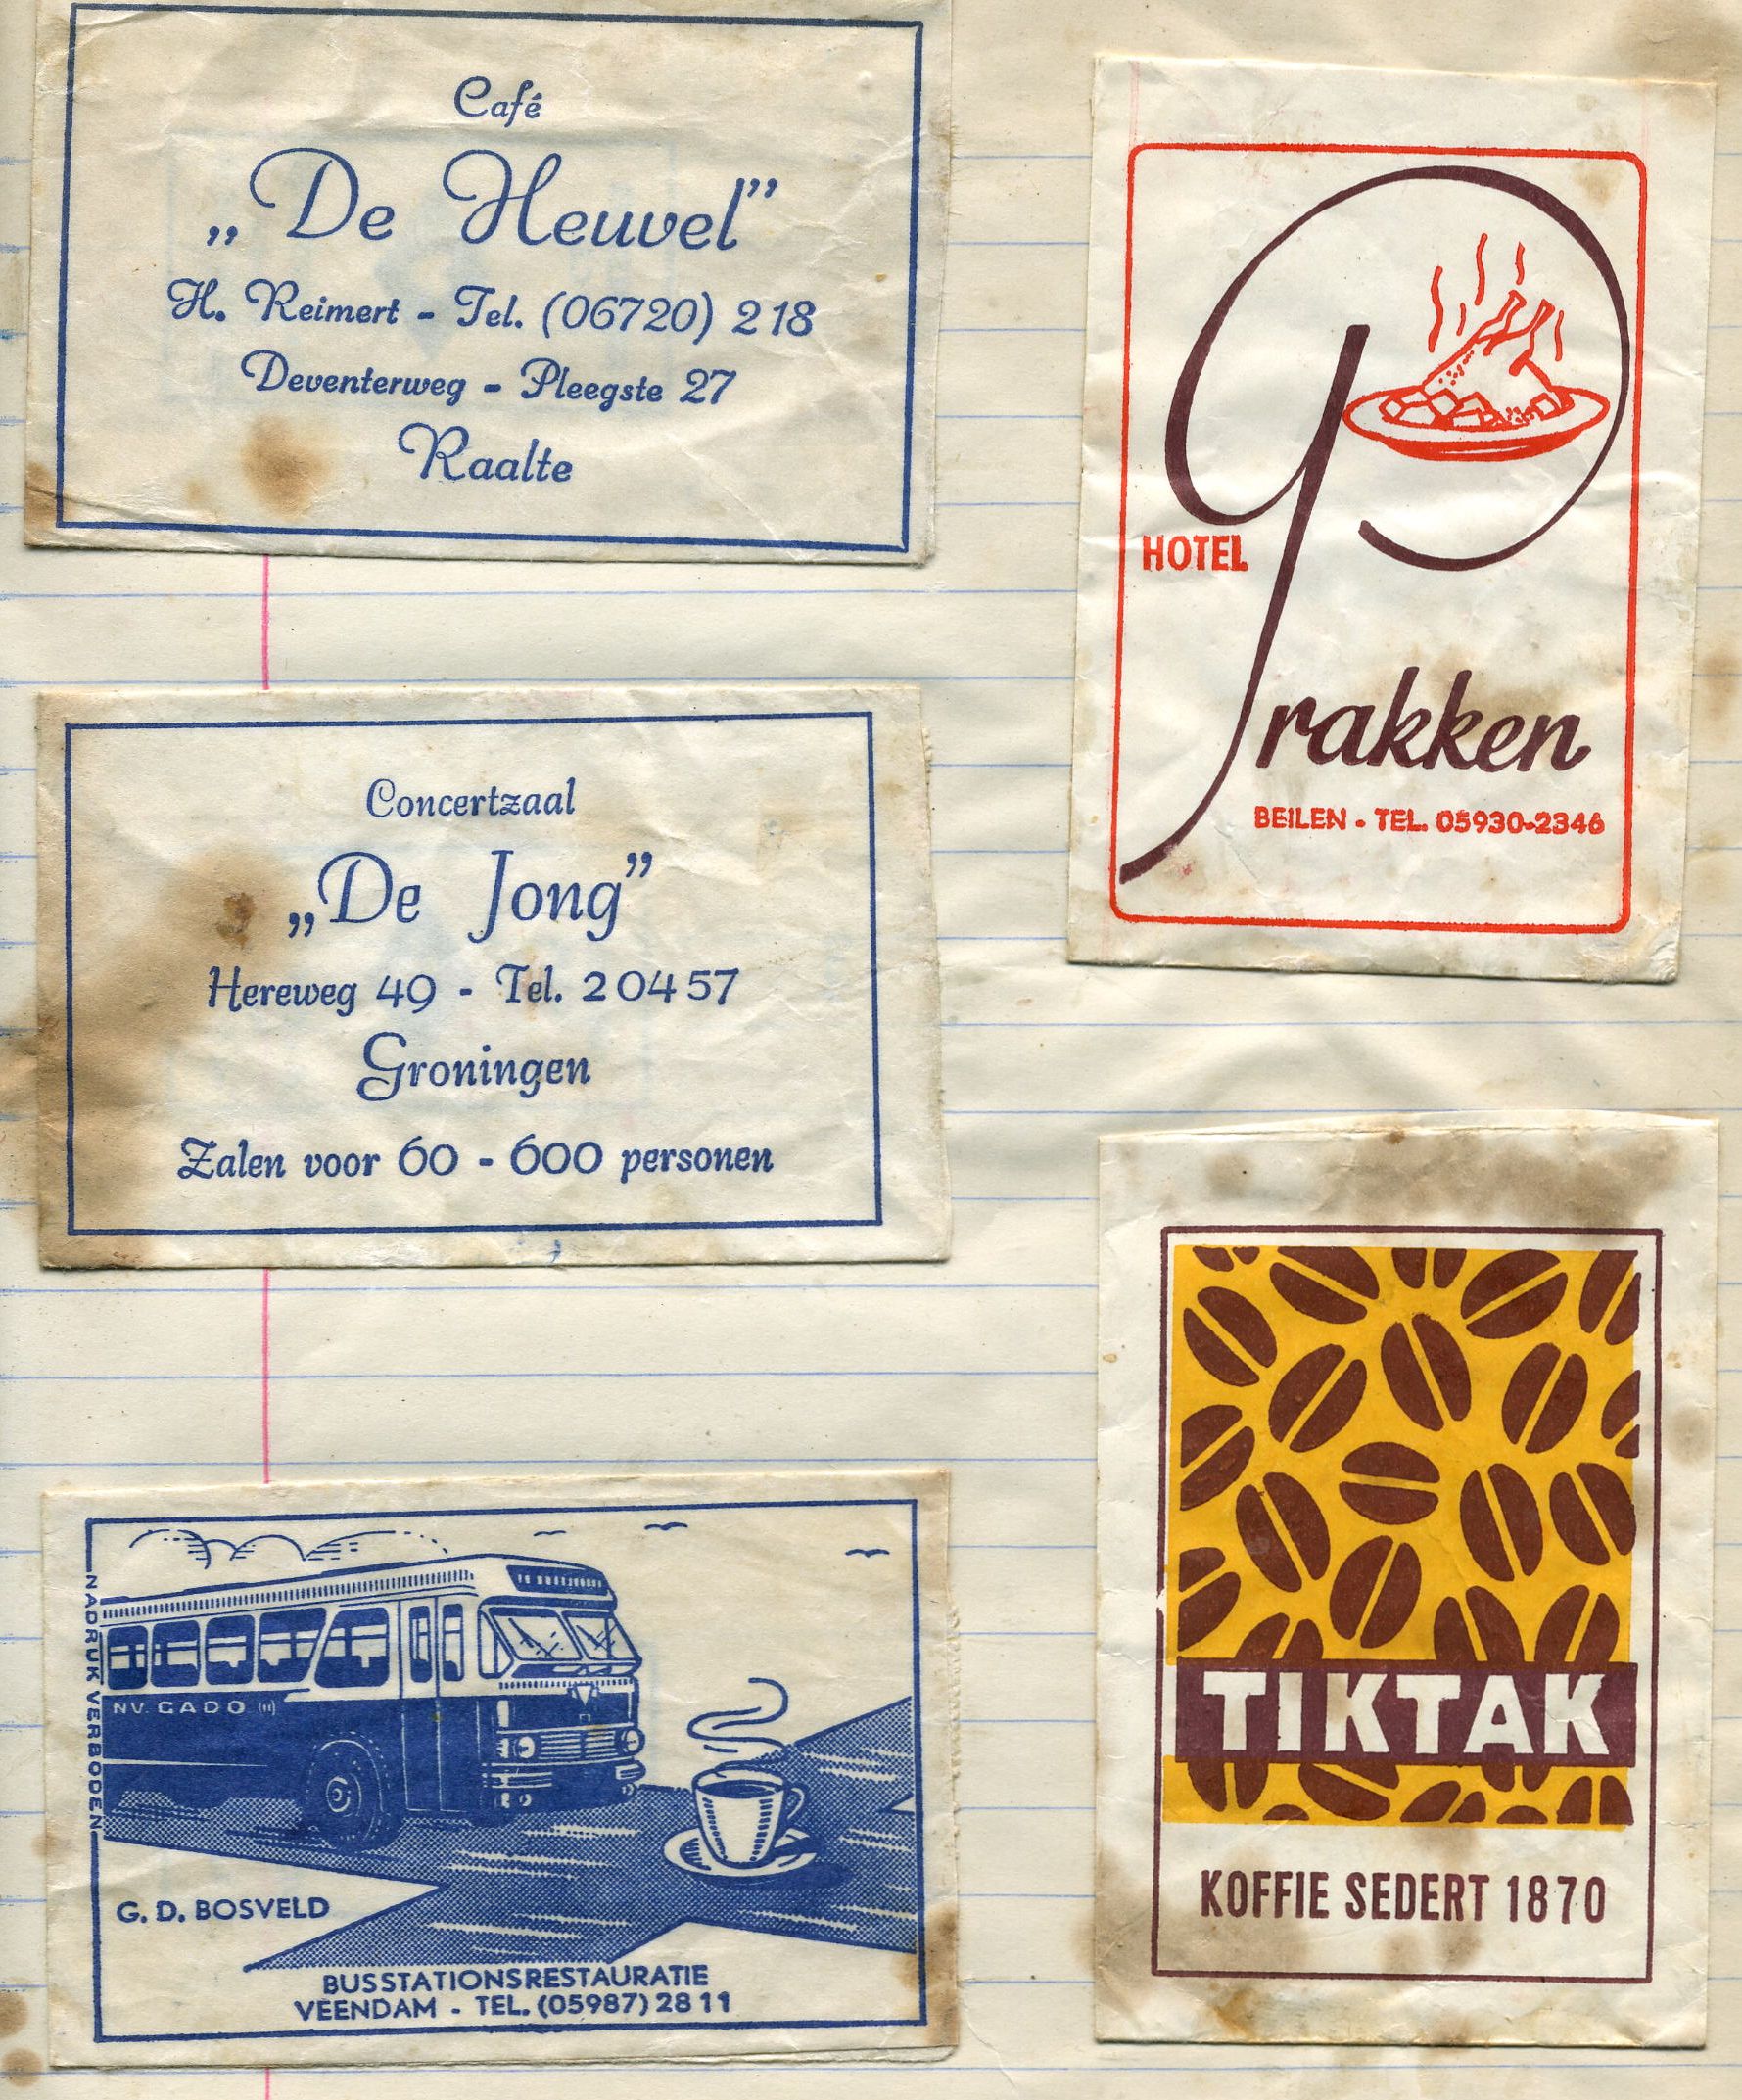 Café
„De Heuvel”
H. Reimert - Tel. (06720) 218
Deventerweg - Pleegste 27
Raalte
Concertzaal
„De Jong”
Hereweg 49 - Tel. 20457
Groningen
Zalen voor 60 - 600 personen
NADRUK VERBODEN
NV. GADO
G. D. BOSVELD
BUSSTATIONSRESTAURATIE
VEENDAM - TEL. (05987) 2811
HOTEL
Prakken
BEILEN - TEL. 05930-2346
TIKTAK
KOFFIE SEDERT 1870